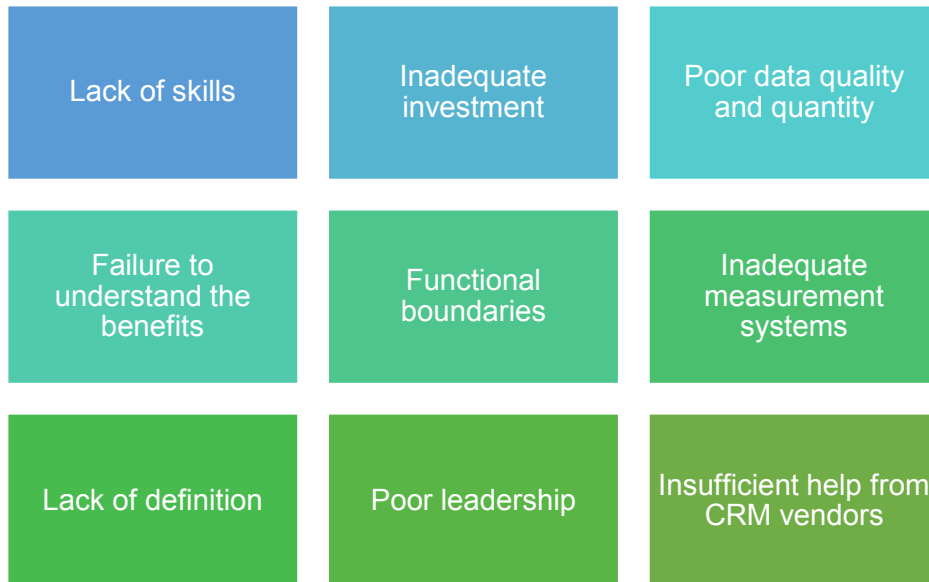 Lack of skills
Inadequate
investment
Poor data quality
and quantity
Failure to
understand the
benefits
Functional
boundaries
Inadequate
measurement
systems
Lack of definition
Poor leadership
Insufficient help from
CRM vendors